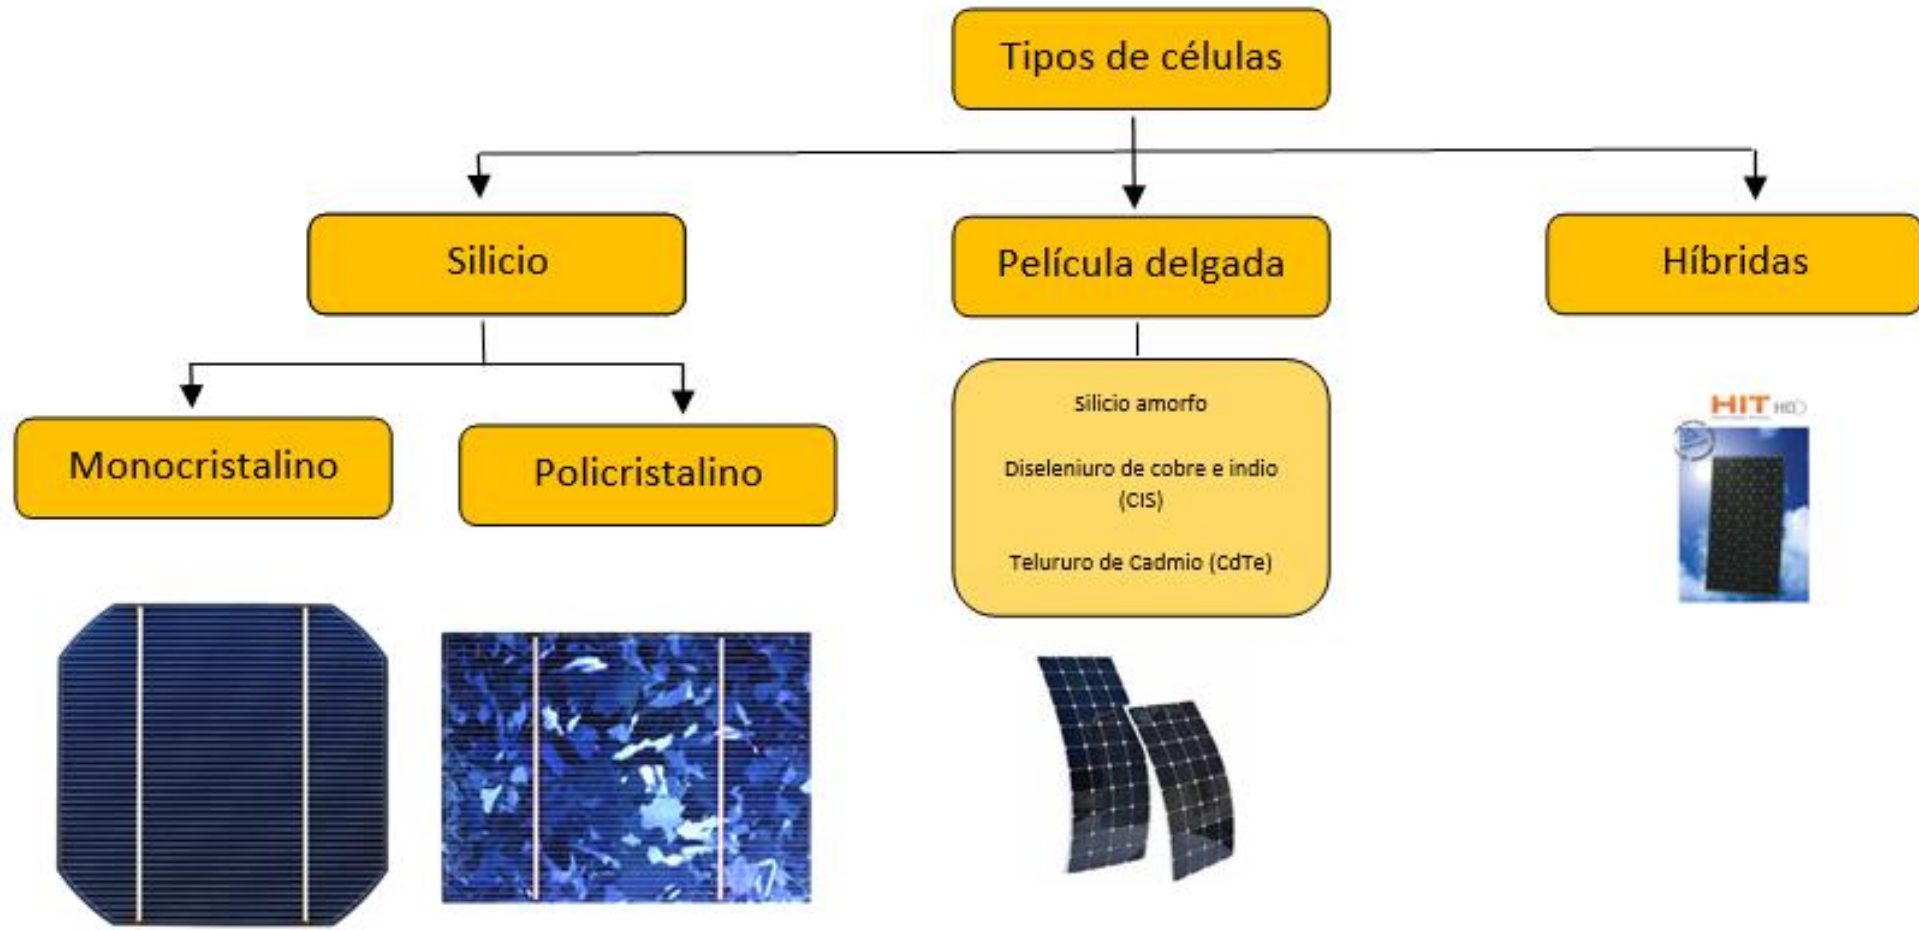 Tipos de células
Silicio
Película delgada
Híbridas
Monocristalino
Policristalino
Silicio amorfo
Diseleniuro de cobre e indio
(CIS)
Telururo de Cadmio (CdTe)
HIT